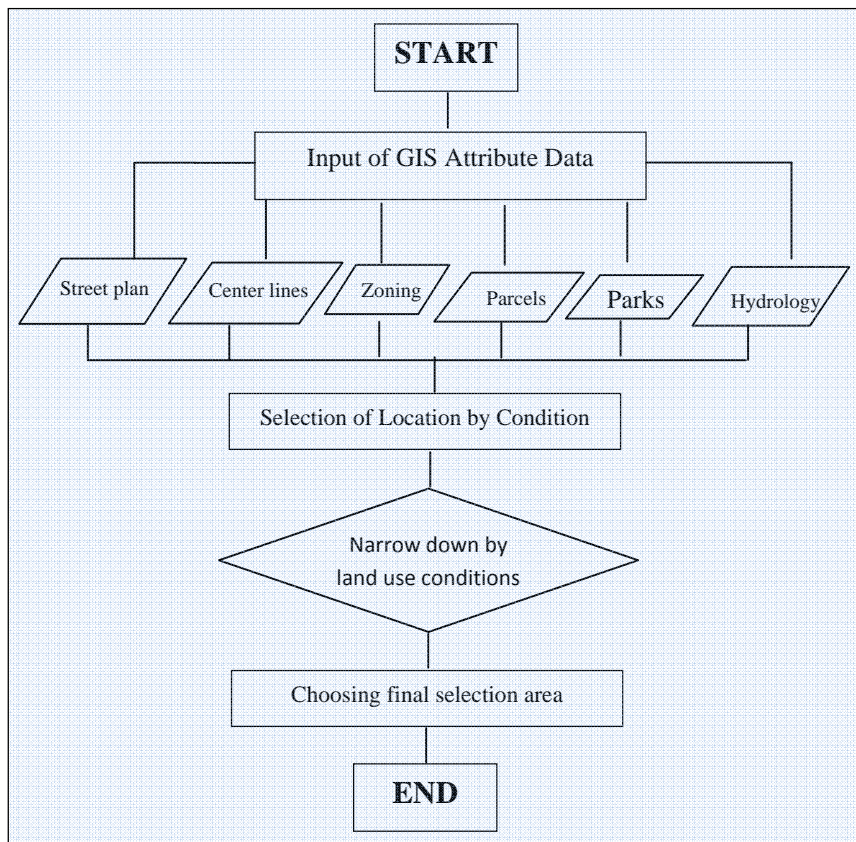 START
Input of GIS Attribute Data
Street plan
Center lines
Zoning
Parcels
Parks
Hydrology
Selection of Location by Condition
Narrow down by
land use conditions
Choosing final selection area
END